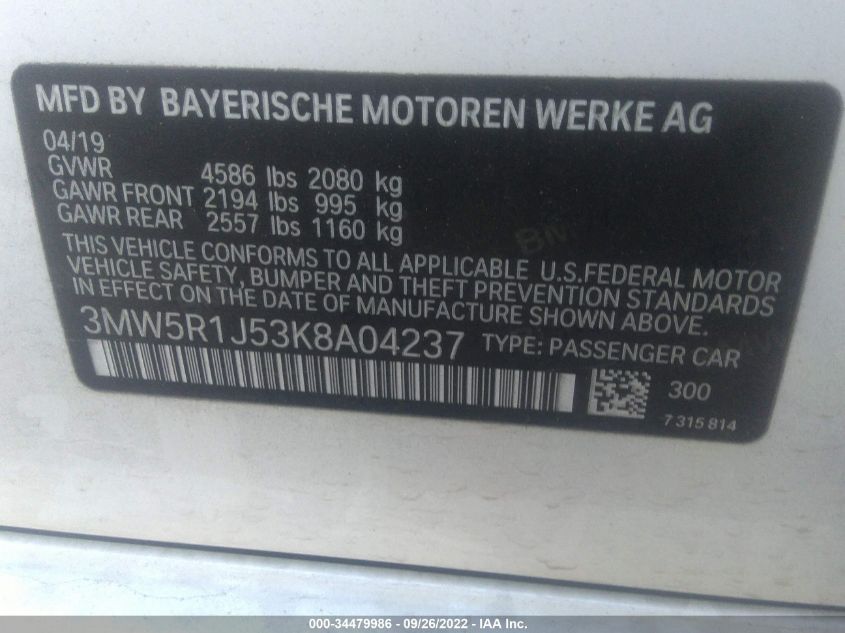 MFD BY BAYERISCHE MOTOREN WERKE AG
04/19
GVWR 4586 lbs 2080 kg
GAWR FRONT 2194 lbs 995 kg
GAWR REAR 2557 lbs 1160 kg
THIS VEHICLE CONFORMS TO ALL APPLICABLE U.S.FEDERAL MOTOR
VEHICLE SAFETY, BUMPER AND THEFT PREVENTION STANDARDS
IN EFFECT ON THE DATE OF MANUFACTURE SHOWN ABOVE.
3MW5R1J53K8A04237 TYPE: PASSENGER CAR
300
7 315 814
000-34479986 - 09/26/2022 - IAA Inc.